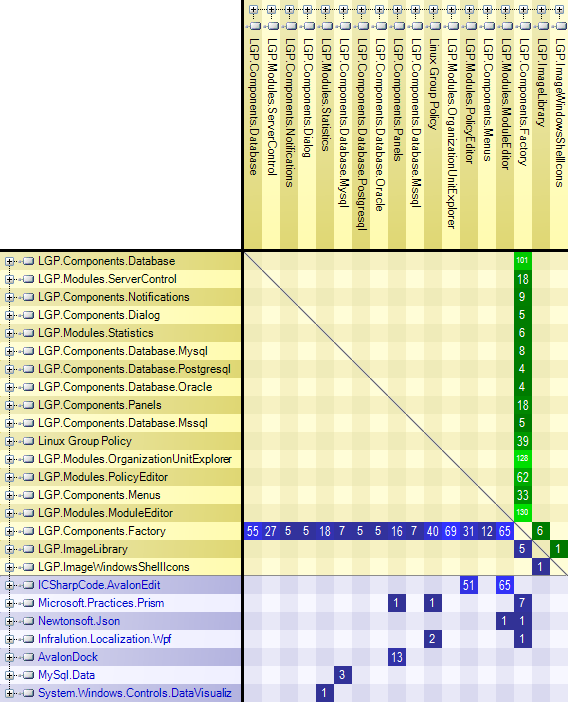 LGP.Components.Database
LGP.Modules.ServerControl
LGP.Components.Notifications
LGP.Components.Dialog
LGP.Modules.Statistics
LGP.Components.Database.Mysql
LGP.Components.Database.Postgresql
LGP.Components.Database.Oracle
LGP.Components.Panels
LGP.Components.Database.Mssql
Linux Group Policy
LGP.Modules.OrganizationUnitExplorer
LGP.Modules.PolicyEditor
LGP.Components.Menus
LGP.Modules.ModuleEditor
LGP.Components.Factory
LGP.ImageLibrary
LGP.ImageWindowsShellIcons
LGP.Components.Database 101
LGP.Modules.ServerControl 18
LGP.Components.Notifications 9
LGP.Components.Dialog 5
LGP.Modules.Statistics 6
LGP.Components.Database.Mysql 8
LGP.Components.Database.Postgresql 4
LGP.Components.Database.Oracle 4
LGP.Components.Panels 18
LGP.Components.Database.Mssql 5
Linux Group Policy 39
LGP.Modules.OrganizationUnitExplorer 128
LGP.Modules.PolicyEditor 62
LGP.Components.Menus 33
LGP.Modules.ModuleEditor 130
LGP.Components.Factory 55 27 5 5 18 7 5 5 16 7 40 69 31 12 65 6
LGP.ImageLibrary 5 1
LGP.ImageWindowsShellIcons 1
ICSharpCode.AvalonEdit 51 65
Microsoft.Practices.Prism 1 1 7
Newtonsoft.Json 1 1
Infralution.Localization.Wpf 2 1
AvalonDock 13
MySql.Data 3
System.Windows.Controls.DataVisualiz 1